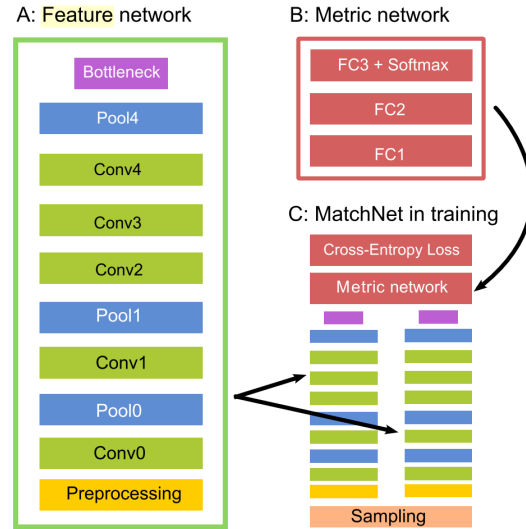 A: Feature network
Bottleneck
Pool4
Conv4
Conv3
Conv2
Pool1
Conv1
Pool0
Conv0
Preprocessing
B: Metric network
FC3 + Softmax
FC2
FC1
C: MatchNet in training
Cross-Entropy Loss
Metric network
Sampling